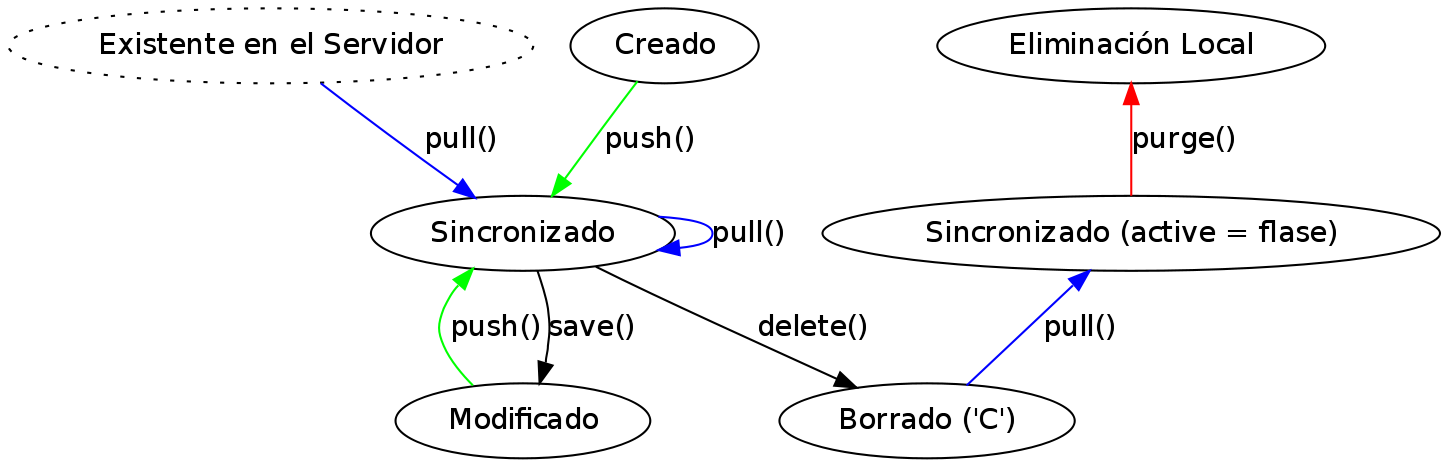 Existente en el Servidor
Creado
Eliminación Local
pull()
push()
purge()
Sincronizado
pull()
Sincronizado (active = flase)
push()
save()
delete()
pull()
Modificado
Borrado ('C')